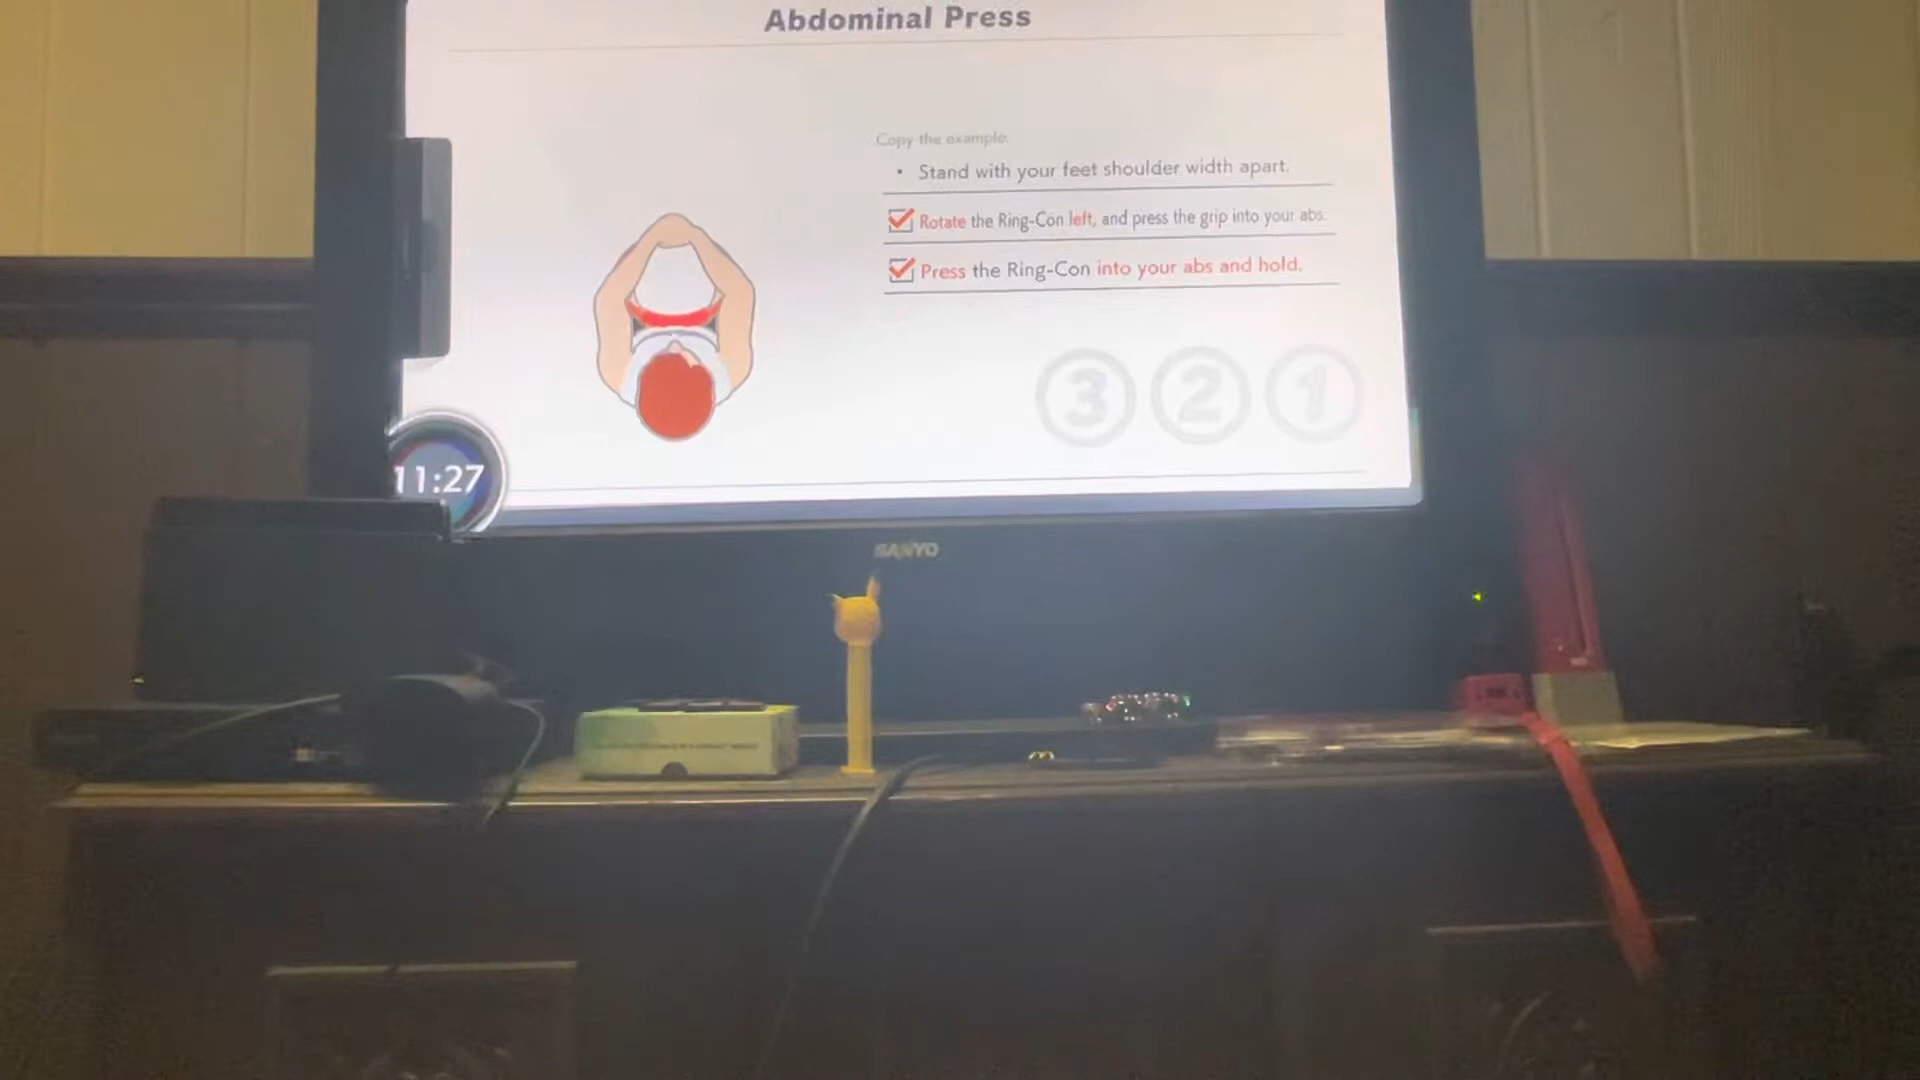 Abdominal Press
Copy the example.
• Stand with your feet shoulder width apart.
Rotate the Ring-Con left, and press the grip into your abs.
Press the Ring-Con into your abs and hold.
3 2 1
11:27
SANYO